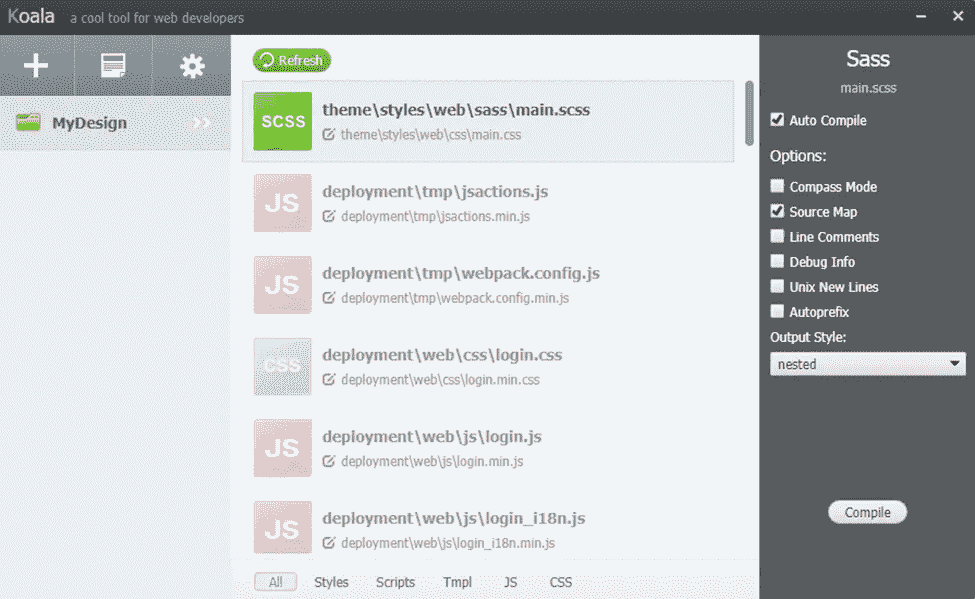 Koala a cool tool for web developers
Refresh
MyDesign
SCSS
theme\styles\web\sass\main.scss
theme\styles\web\css\main.css
JS
deployment\tmp\jsactions.js
deployment\tmp\jsactions.min.js
JS
deployment\tmp\webpack.config.js
deployment\tmp\webpack.config.min.js
CSS
deployment\web\css\login.css
deployment\web\css\login.min.css
JS
deployment\web\js\login.js
deployment\web\js\login.min.js
JS
deployment\web\js\login_i18n.js
deployment\web\js\login_i18n.min.js
All Styles Scripts Tmpl JS CSS
Sass
main.scss
Auto Compile
Options:
Compass Mode
Source Map
Line Comments
Debug Info
Unix New Lines
Autoprefix
Output Style:
nested
Compile